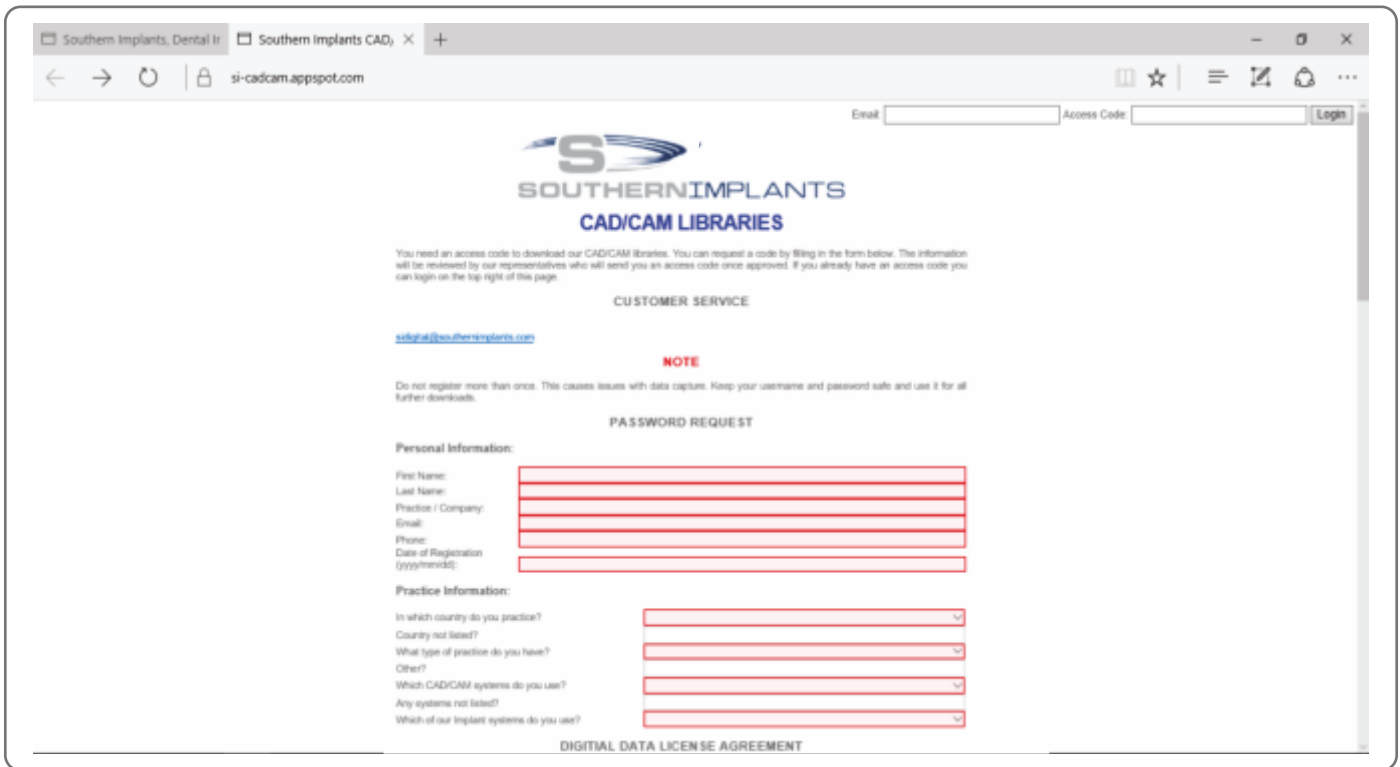 Southern Implants, Dental Ir
Southern Implants CAD/
si-cadcam.appspot.com
Email:
Access Code:
Login
SOUTHERNIMPLANTS
CAD/CAM LIBRARIES
You need an access code to download our CAD/CAM libraries. You can request a code by filling in the form below. The information
will be reviewed by our representatives who will send you an access code once approved. If you already have an access code you
can login on the top right of this page.
CUSTOMER SERVICE
sidigital@southernimplants.com
NOTE
Do not register more than once. This causes issues with data capture. Keep your username and password safe and use it for all
further downloads.
PASSWORD REQUEST
Personal Information:
First Name:
Last Name:
Practice / Company:
Email:
Phone:
Date of Registration
(yyyy/mm/dd):
Practice Information:
In which country do you practice?
Country not listed?
What type of practice do you have?
Other?
Which CAD/CAM systems do you use?
Any systems not listed?
Which of our Implant systems do you use?
DIGITIAL DATA LICENSE AGREEMENT